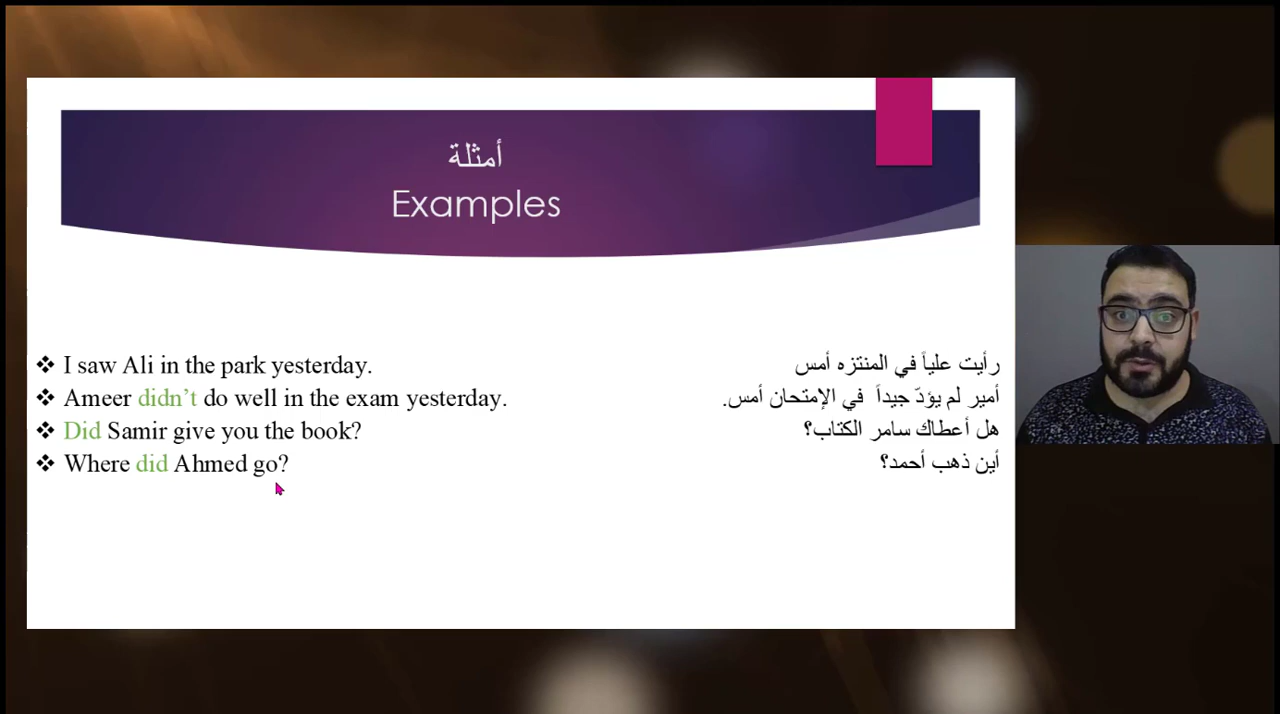 أمثلة
Examples
❖ I saw Ali in the park yesterday.
رأيت علياً في المنتزه أمس
❖ Ameer didn’t do well in the exam yesterday.
أمير لم يؤدّ جيداً في الإمتحان أمس.
❖ Did Samir give you the book?
هل أعطاك سامر الكتاب؟
❖ Where did Ahmed go?
أين ذهب أحمد؟